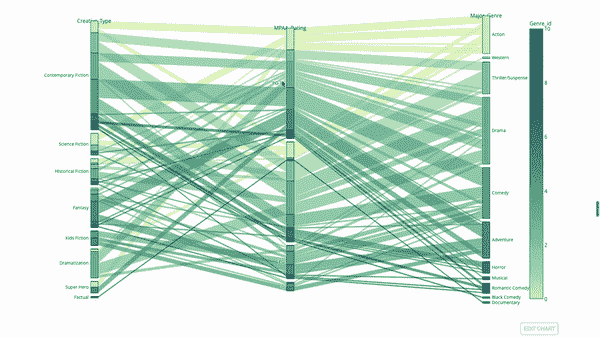 Creative_Type
MPAA_Rating
Major_Genre
Genre_id
Contemporary Fiction
Science Fiction
Historical Fiction
Fantasy
Kids Fiction
Dramatization
Super Hero
Factual
Action
Western
Thriller/Suspense
Drama
Comedy
Adventure
Horror
Musical
Romantic Comedy
Black Comedy
Documentary
10
8
6
4
2
0
EDIT CHART